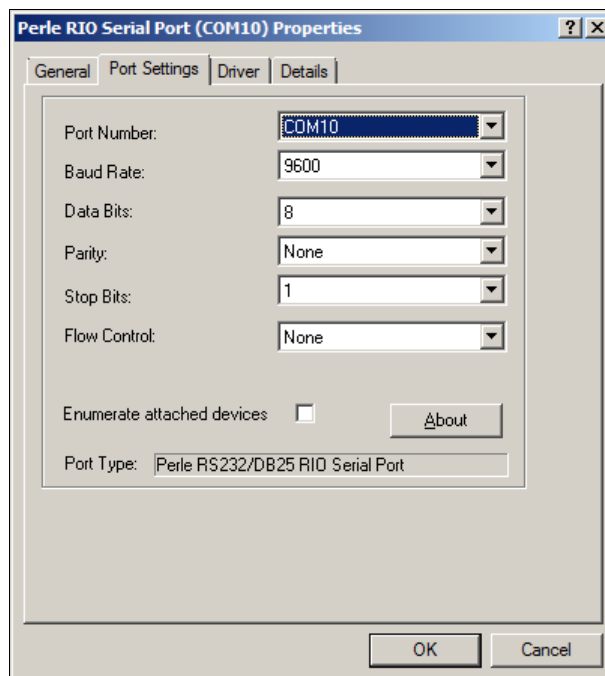 Perle RIO Serial Port (COM10) Properties
General Port Settings Driver Details
Port Number: COM10
Baud Rate: 9600
Data Bits: 8
Parity: None
Stop Bits: 1
Flow Control: None
Enumerate attached devices About
Port Type: Perle RS232/DB25 RIO Serial Port
OK Cancel